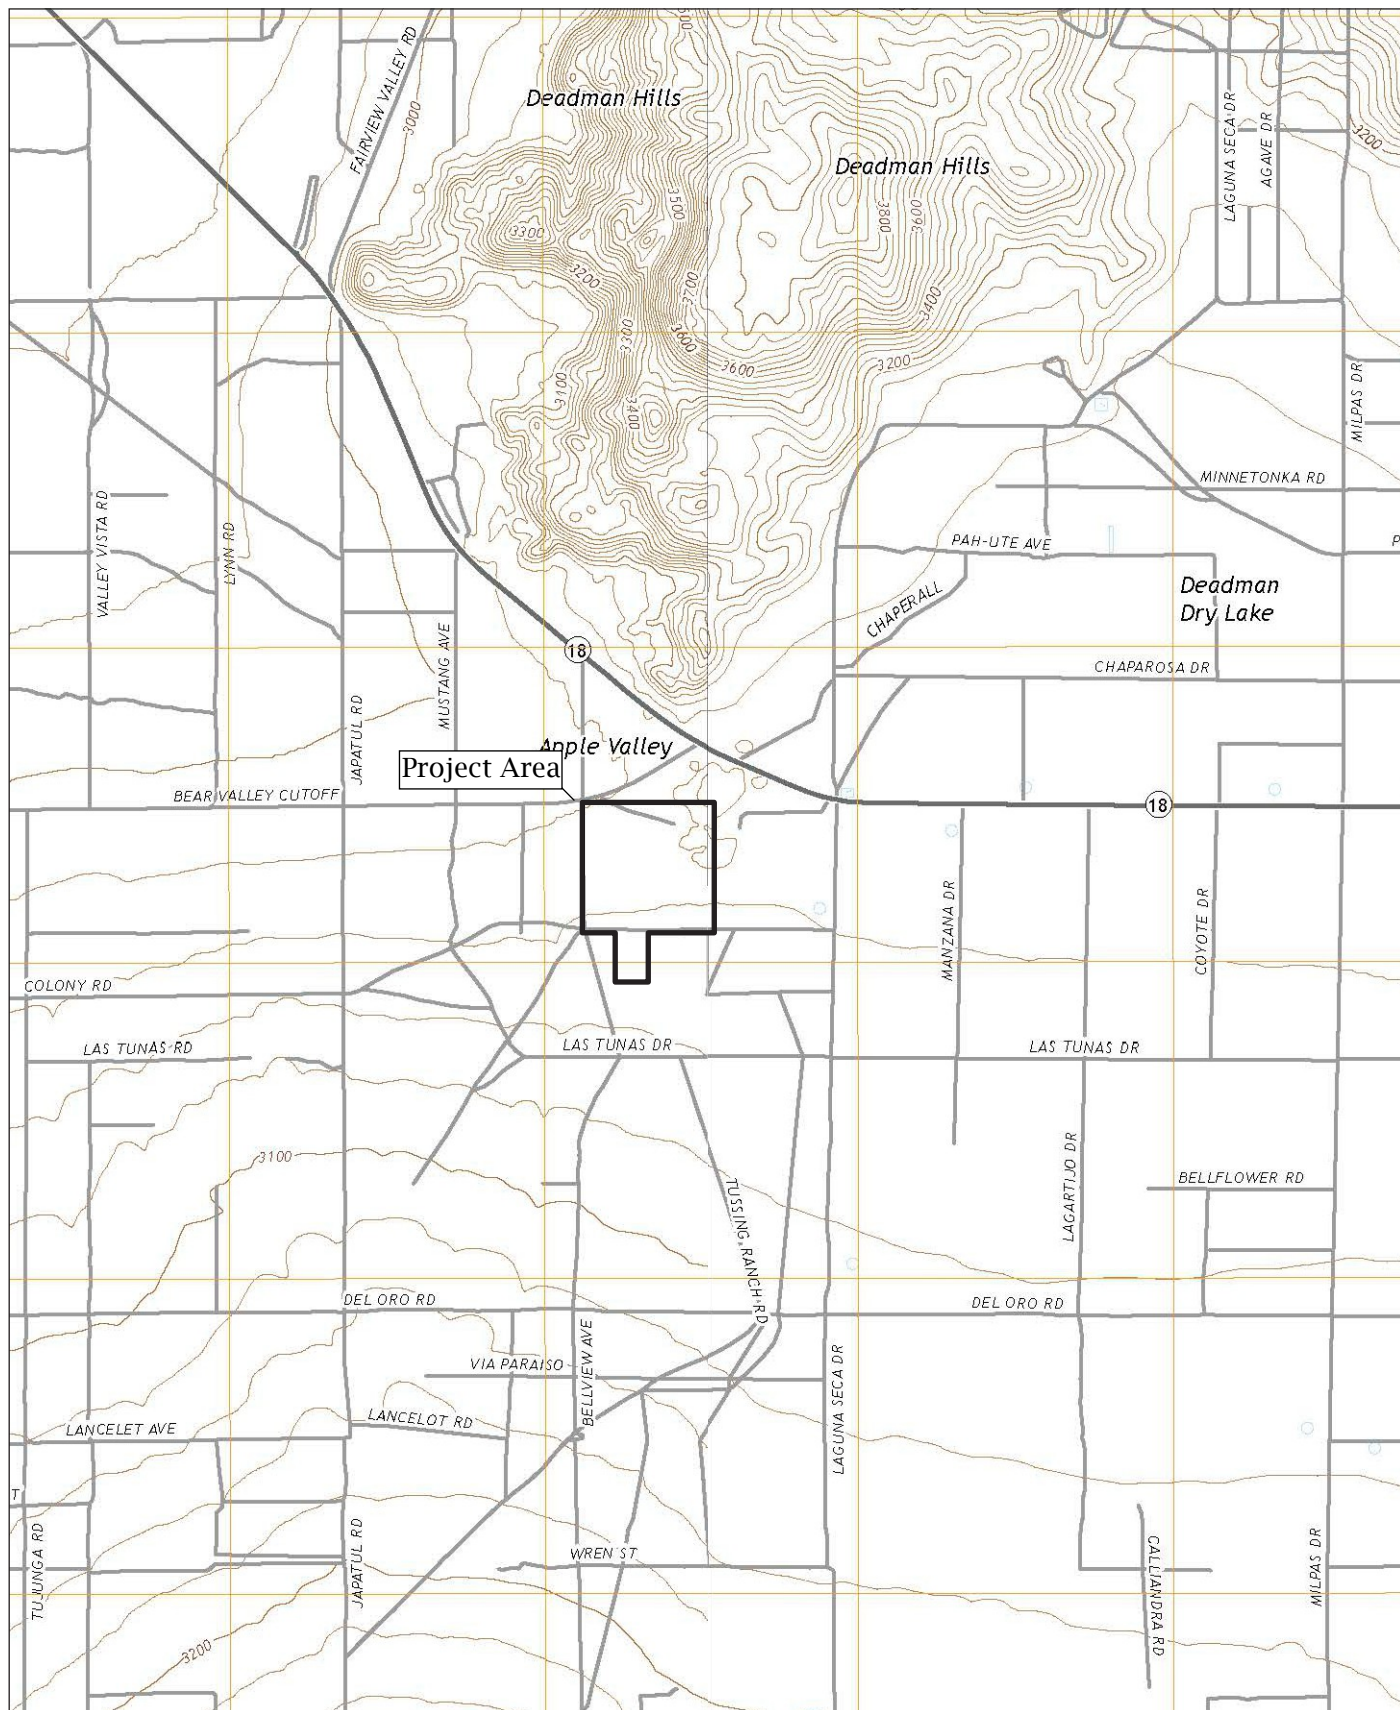 FAIRVIEW VALLEY RD
3000
3500
Deadman Hills
Deadman Hills
LAGUNA SECA DR
AGAVE DR
3200
3500
3300
3800
3600
3200
3700
3400
3300
3600
3600
3200
3100
3400
MILPAS DR
MINNETONKA RD
VALLEY VISTA RD
LYNN RD
PAH-UTE AVE
P
Deadman
Dry Lake
CHAPERALL
18
MUSTANG AVE
JAPATUL RD
CHAPAROSA DR
Apple Valley
Project Area
BEAR VALLEY CUTOFF
18
MANZANA DR
COYOTE DR
COLONY RD
LAS TUNAS RD
LAS TUNAS DR
LAS TUNAS DR
3100
LAGARTIJO DR
BELLFLOWER RD
TUSSING RANCH RD
DEL ORO RD
DEL ORO RD
BELLVIEW AVE
VIA PARAISO
LAGUNA SECA DR
LANCELET AVE
LANCELOT RD
T
TUJUNGA RD
JAPATUL RD
WREN ST
CALLIANDRA RD
MILPAS DR
3200